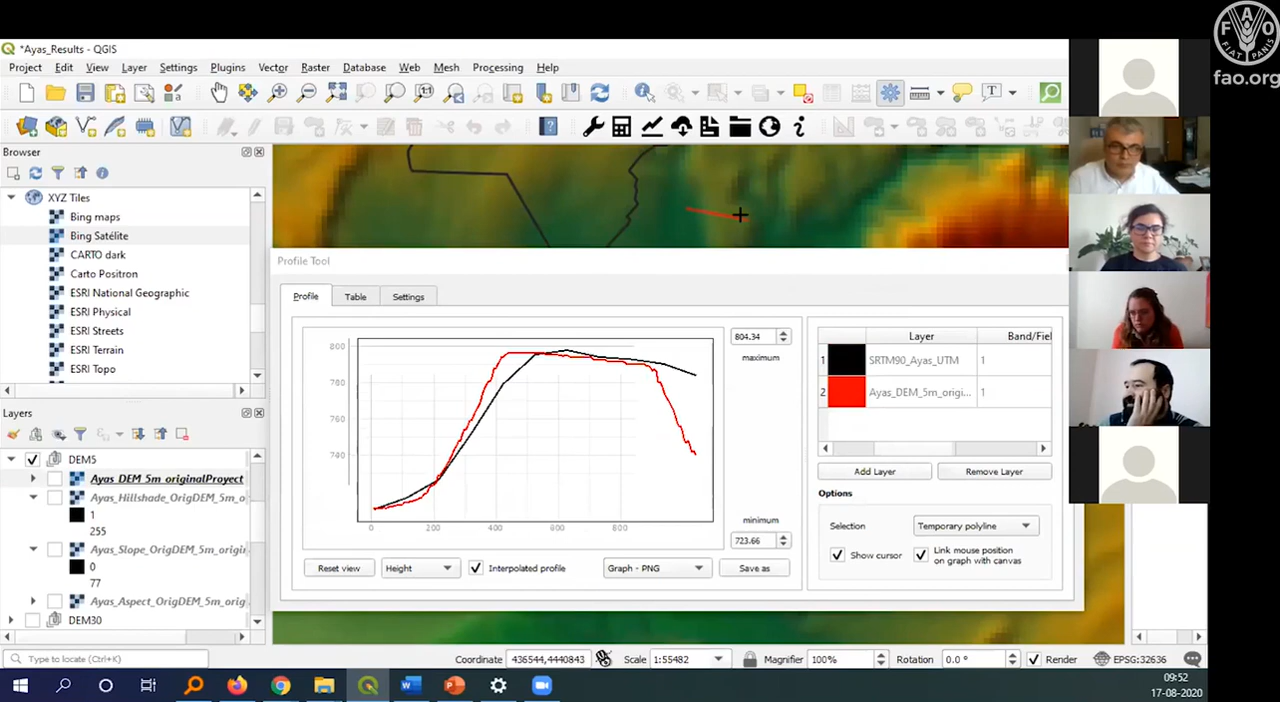 *Ayas_Results - QGIS
Project Edit View Layer Settings Plugins Vector Raster Database Web Mesh Processing Help
FAO
FIAT PANIS
fao.org
Browser
XYZ Tiles
Bing maps
Bing Satélite
CARTO dark
Carto Positron
ESRI National Geographic
ESRI Physical
ESRI Streets
ESRI Terrain
ESRI Topo
Layers
DEM5
Ayas_DEM_5m_originalProyect
Ayas_Hillshade_OrigDEM_5m_o
1
255
Ayas_Slope_OrigDEM_5m_origi
0
77
Ayas_Aspect_OrigDEM_5m_orig
DEM30
Profile Tool
Profile Table Settings
800
780
760
740
0 200 400 600 800
804.34
maximum
minimum
723.66
Layer Band/Fiel
1 SRTM90_Ayas_UTM 1
2 Ayas_DEM_5m_origi... 1
Add Layer Remove Layer
Options
Selection Temporary polyline
Show cursor
Link mouse position
on graph with canvas
Reset view Height Interpolated profile Graph - PNG Save as
Type to locate (Ctrl+K) Coordinate 436544,4440843 Scale 1:55482 Magnifier 100% Rotation 0.0 ° Render EPSG:32636
09:52
17-08-2020